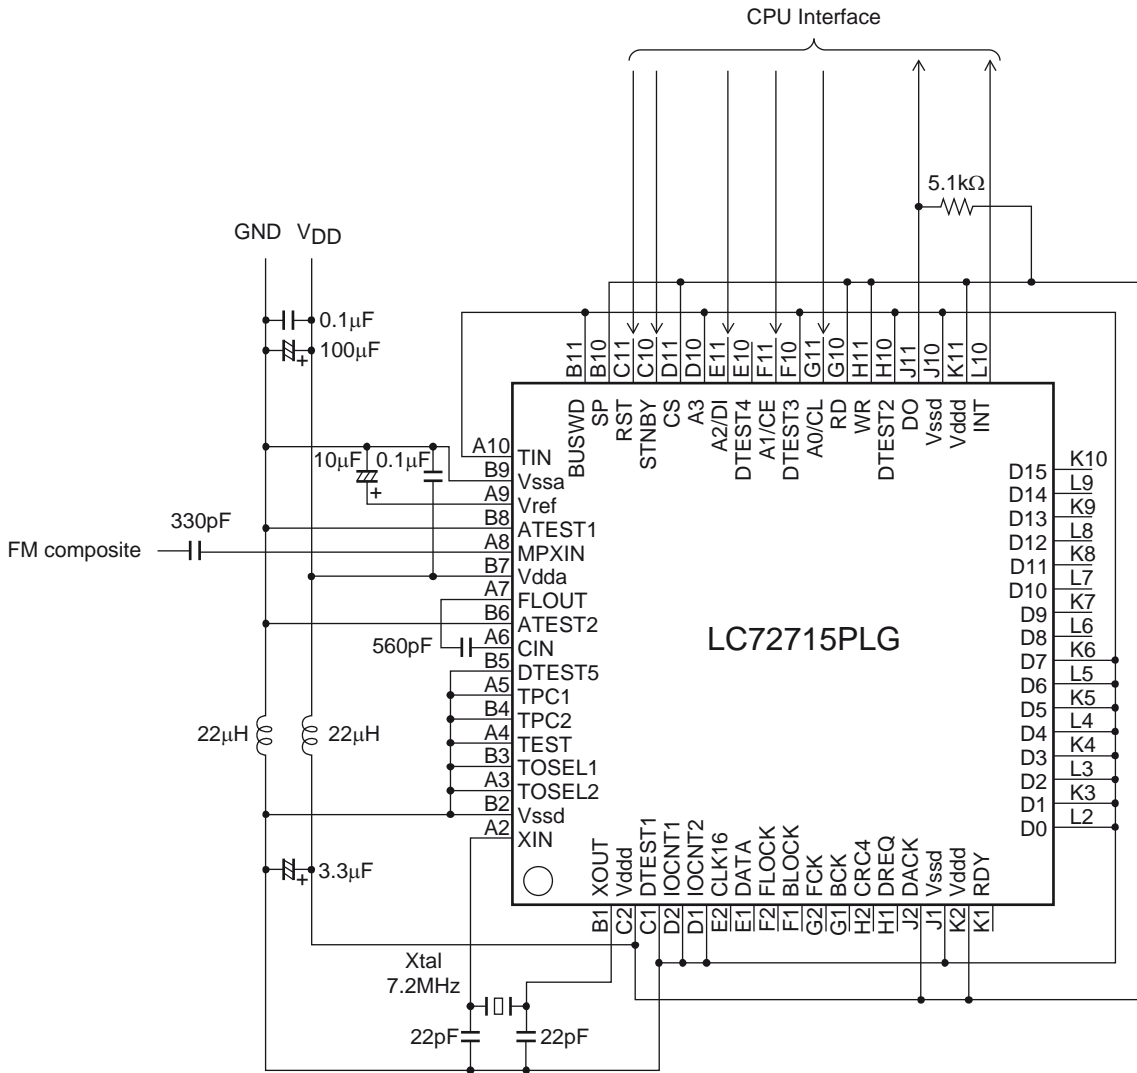 CPU Interface
5.1kΩ
GND
VDD
0.1μF
100μF
B11
B10
C11
C10
D11
D10
E11
E10
F11
F10
G11
G10
H11
H10
J11
J10
K11
L10
BUSWD
SP
RST
STNBY
CS
A3
A2/DI
DTEST4
A1/CE
DTEST3
A0/CL
RD
WR
DTEST2
DO
Vssd
Vddd
INT
10μF
0.1μF
330pF
FM composite
560pF
22μH
22μH
3.3μF
A10 TIN
B9 Vssa
A9 Vref
B8 ATEST1
A8 MPXIN
B7 Vdda
A7 FLOUT
B6 ATEST2
A6 CIN
B5 DTEST5
A5 TPC1
B4 TPC2
A4 TEST
B3 TOSEL1
A3 TOSEL2
B2 Vssd
A2 XIN
LC72715PLG
D15 K10
D14 L9
D13 K9
D12 L8
D11 K8
D10 L7
D9 K7
D8 L6
D7 K6
D6 L5
D5 K5
D4 L4
D3 K4
D2 L3
D1 K3
D0 L2
XOUT
Vddd
DTEST1
IOCNT1
IOCNT2
CLK16
DATA
FLOCK
BLOCK
FCK
BCK
CRC4
DREQ
DACK
Vssd
Vddd
RDY
B1
C2
C1
D2
D1
E2
E1
F2
F1
G2
G1
H2
H1
J2
J1
K2
K1
Xtal
7.2MHz
22pF
22pF